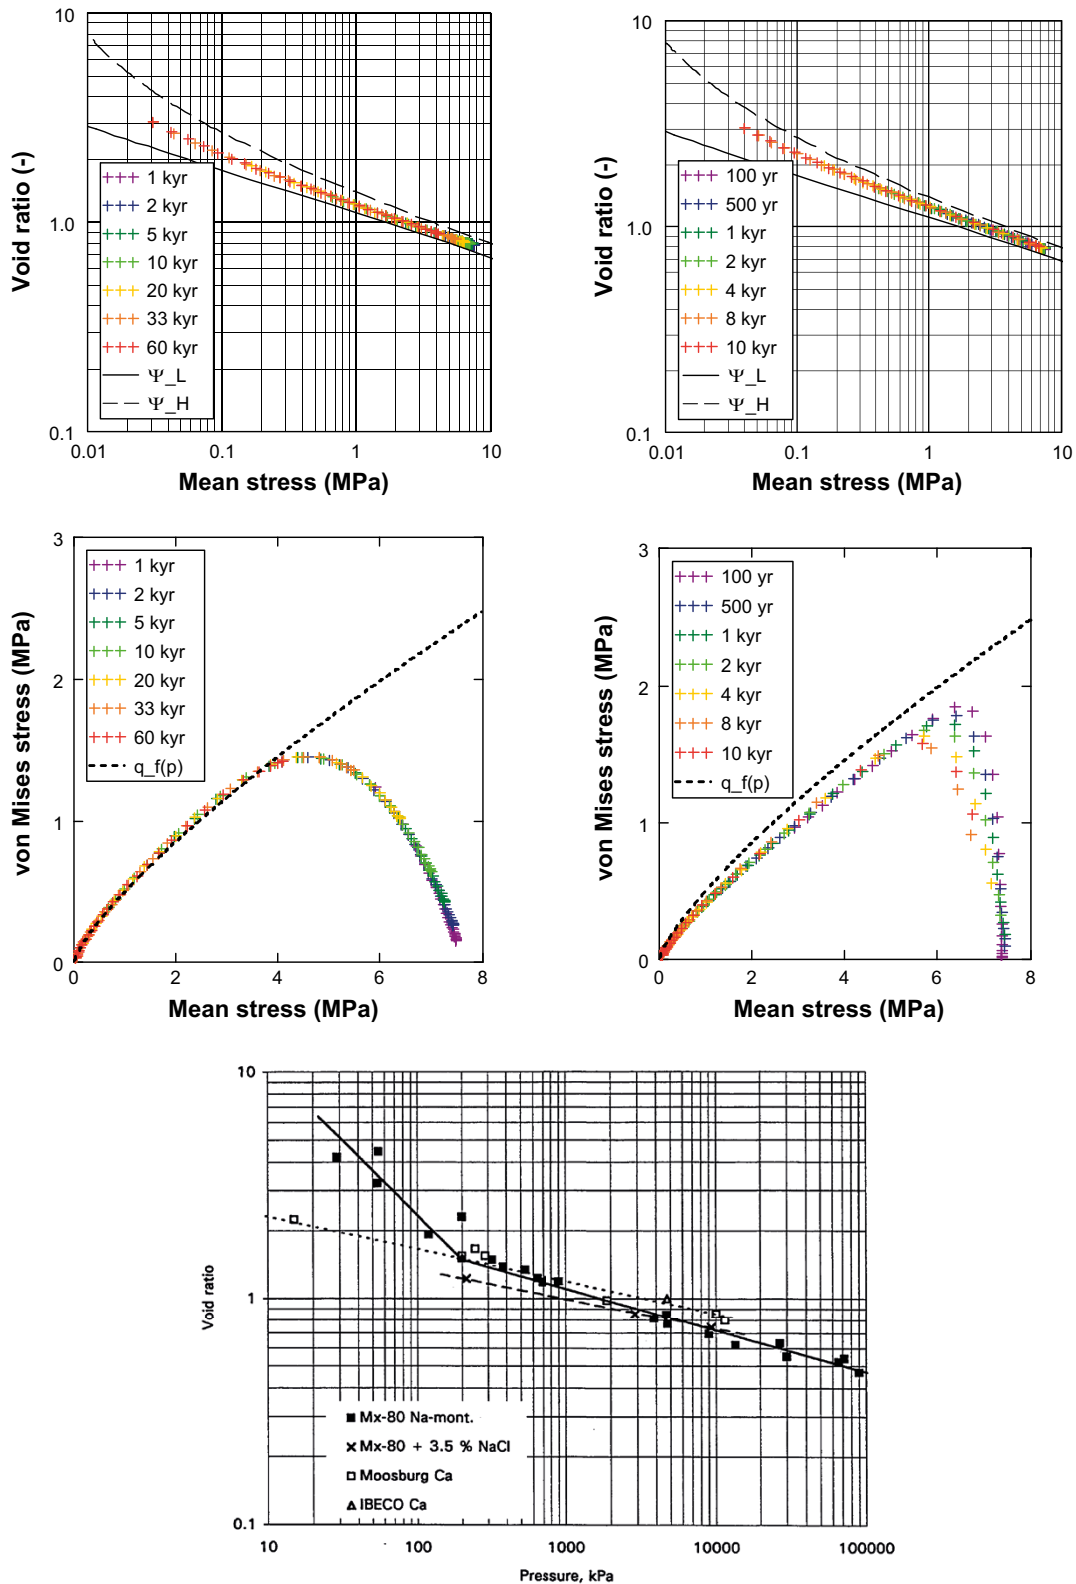 10
1.0
0.1
0.01
0.1
1
10
Void ratio (-)
Mean stress (MPa)
1 kyr
2 kyr
5 kyr
10 kyr
20 kyr
33 kyr
60 kyr
Ψ_L
Ψ_H
10
1.0
0.1
0.01
0.1
1
10
Void ratio (-)
Mean stress (MPa)
100 yr
500 yr
1 kyr
2 kyr
4 kyr
8 kyr
10 kyr
Ψ_L
Ψ_H
3
2
1
0
0
2
4
6
8
von Mises stress (MPa)
Mean stress (MPa)
1 kyr
2 kyr
5 kyr
10 kyr
20 kyr
33 kyr
60 kyr
q_f(p)
3
2
1
0
0
2
4
6
8
von Mises stress (MPa)
Mean stress (MPa)
100 yr
500 yr
1 kyr
2 kyr
4 kyr
8 kyr
10 kyr
q_f(p)
10
1
0.1
10
100
1000
10000
100000
Void ratio
Pressure, kPa
Mx-80 Na-mont.
Mx-80 + 3.5 % NaCl
Moosburg Ca
IBECO Ca